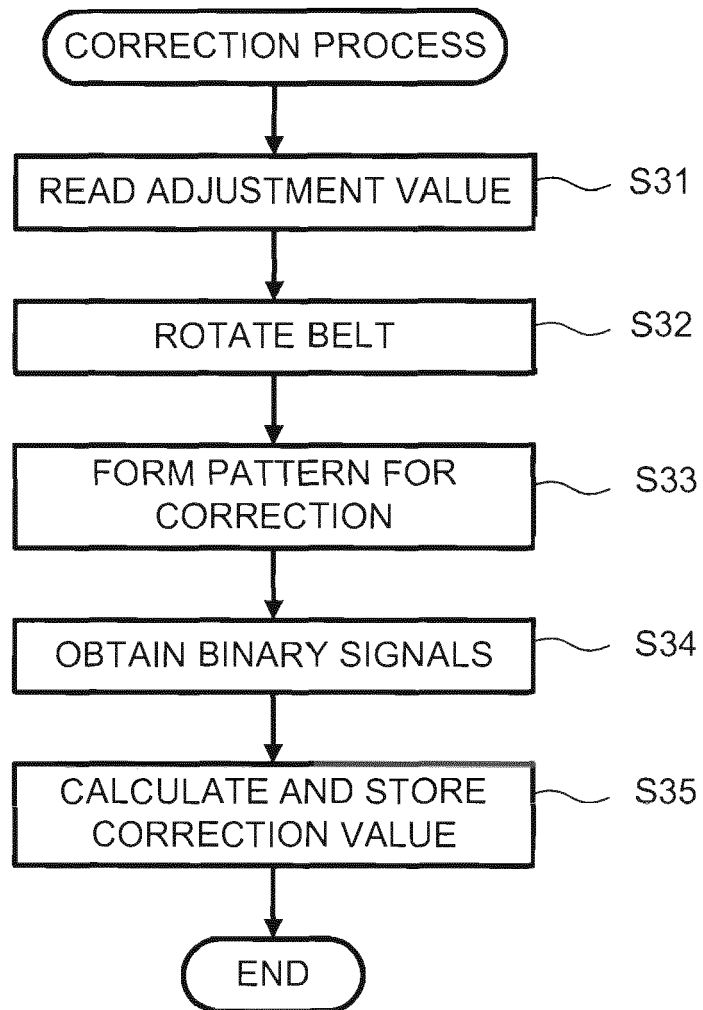 CORRECTION PROCESS
READ ADJUSTMENT VALUE
S31
ROTATE BELT
S32
FORM PATTERN FOR
CORRECTION
S33
OBTAIN BINARY SIGNALS
S34
CALCULATE AND STORE
CORRECTION VALUE
S35
END